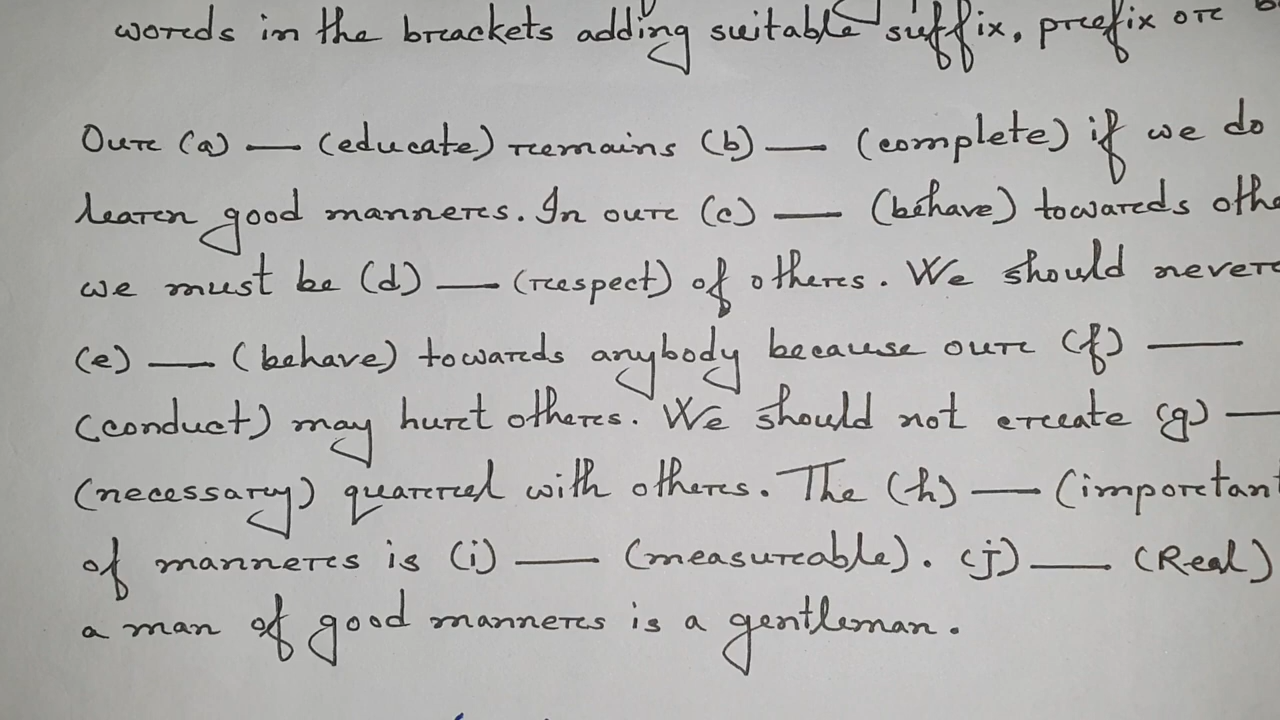 words in the brackets adding suitable suffix, prefix or
Our (a) — (educate) remains (b) — (complete) if we do
learn good manners. In our (c) — (behave) towards othe
we must be (d) — (respect) of others. We should never
(e) — (behave) towards anybody because our (f) —
(conduct) may hurt others. We should not create (g) —
(necessary) quarrel with others. The (h) — (important
of manners is (i) — (measurable). (j) — (Real)
a man of good manners is a gentleman.